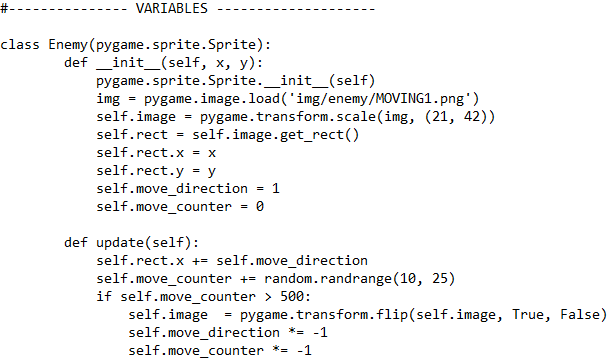 #--------------- VARIABLES --------------------
class Enemy(pygame.sprite.Sprite):
        def __init__(self, x, y):
            pygame.sprite.Sprite.__init__(self)
            img = pygame.image.load('img/enemy/MOVING1.png')
            self.image = pygame.transform.scale(img, (21, 42))
            self.rect = self.image.get_rect()
            self.rect.x = x
            self.rect.y = y
            self.move_direction = 1
            self.move_counter = 0
        def update(self):
            self.rect.x += self.move_direction
            self.move_counter += random.randrange(10, 25)
            if self.move_counter > 500:
                self.image  = pygame.transform.flip(self.image, True, False)
                self.move_direction *= -1
                self.move_counter *= -1